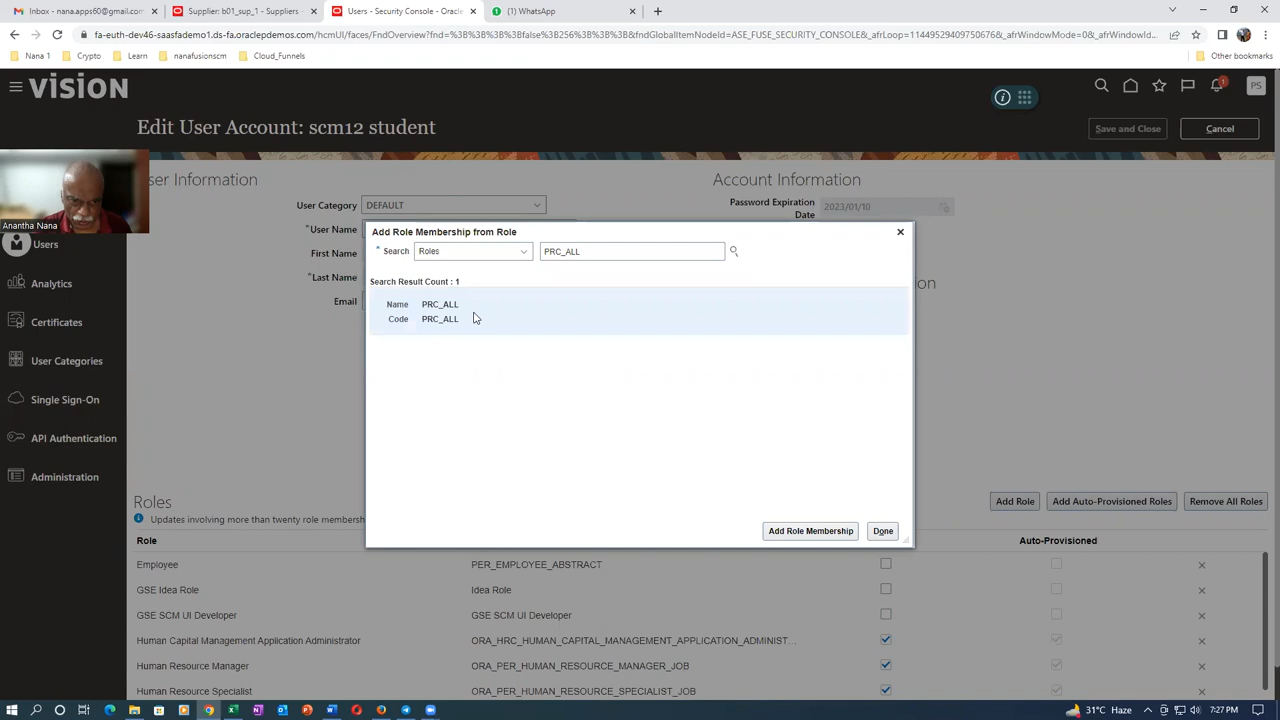 Inbox - nana.apps60@gmail.com
Supplier: b01_sup_1 - Suppliers -
Users - Security Console - Oracle
(1) WhatsApp
fa-euth-dev46-saasfademo1.ds-fa.oraclepdemos.com/hcmUI/faces/FndOverview?fnd=%3B%3B%3B%3Bfalse%3B256%3B%3B%3B&fndGlobalItemNodeId=ASE_FUSE_SECURITY_CONSOLE&_afrLoop=11449529409750676&_afrWindowMode=0&_afrWindowId...
Nana 1
Crypto
Learn
nanafusionscm
Cloud_Funnels
Other bookmarks
VISION
1
PS
Edit User Account: scm12 student
Save and Close
Cancel
Anantha Nana
ser Information
Account Information
User Category
DEFAULT
Password Expiration
Date
2023/01/10
*User Name
First Name
*Last Name
Email
Users
Analytics
Certificates
User Categories
Single Sign-On
API Authentication
Administration
Add Role Membership from Role
* Search
Roles
PRC_ALL
Search Result Count : 1
Name PRC_ALL
Code PRC_ALL
Add Role Membership
Done
Roles
Add Role
Add Auto-Provisioned Roles
Remove All Roles
Updates involving more than twenty role membersh
Role
Auto-Provisioned
Employee PER_EMPLOYEE_ABSTRACT
GSE Idea Role Idea Role
GSE SCM UI Developer GSE SCM UI Developer
Human Capital Management Application Administrator ORA_HRC_HUMAN_CAPITAL_MANAGEMENT_APPLICATION_ADMINIST...
Human Resource Manager ORA_PER_HUMAN_RESOURCE_MANAGER_JOB
Human Resource Specialist ORA_PER_HUMAN_RESOURCE_SPECIALIST_JOB
31°C Haze
7:27 PM